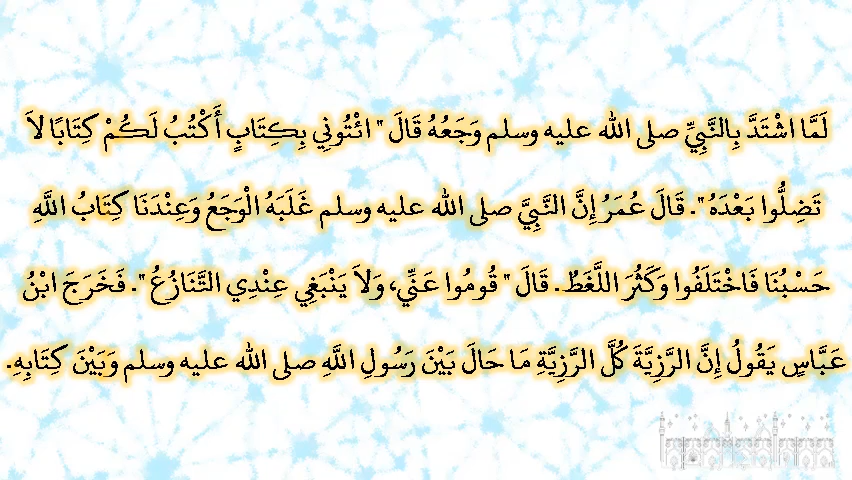 لَمَّا اشْتَدَّ بِالنَّبِيِّ صلى الله عليه وسلم وَجَعُهُ قَالَ " ائْتُونِي بِكِتَابٍ أَكْتُبُ لَكُمْ كِتَابًا لاَ
تَضِلُّوا بَعْدَهُ ". قَالَ عُمَرُ إِنَّ النَّبِيَّ صلى الله عليه وسلم غَلَبَهُ الْوَجَعُ وَعِنْدَنَا كِتَابُ اللَّهِ
حَسْبُنَا فَاخْتَلَفُوا وَكَثُرَ اللَّغَطُ. قَالَ " قُومُوا عَنِّي، وَلاَ يَنْبَغِي عِنْدِي التَّنَازُعُ ". فَخَرَجَ ابْنُ
عَبَّاسٍ يَقُولُ إِنَّ الرَّزِيَّةَ كُلَّ الرَّزِيَّةِ مَا حَالَ بَيْنَ رَسُولِ اللَّهِ صلى الله عليه وسلم وَبَيْنَ كِتَابِهِ.